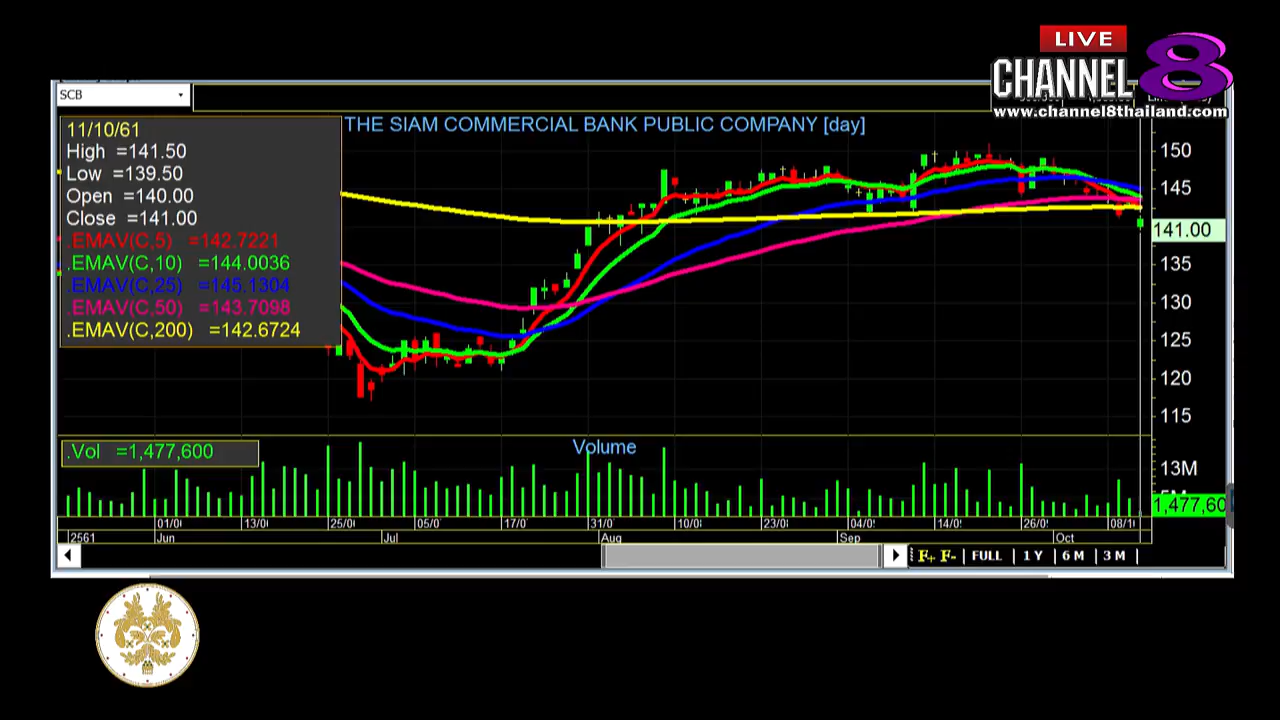 LIVE
CHANNEL 8
www.channel8thailand.com
SCB
THE SIAM COMMERCIAL BANK PUBLIC COMPANY [day]
11/10/61
High =141.50
Low =139.50
Open =140.00
Close =141.00
.EMAV(C,5) =142.7221
.EMAV(C,10) =144.0036
.EMAV(C,25) =145.1304
.EMAV(C,50) =143.7098
.EMAV(C,200) =142.6724
150
145
141.00
135
130
125
120
115
.Vol =1,477,600
Volume
13M
5M
1,477,60
01/0 13/0 25/0 05/0 17/0 31/0 10/0 23/0 04/0 14/0 26/0 08/1
2561 Jun Jul Aug Sep Oct
F+ F- FULL 1 Y 6 M 3 M